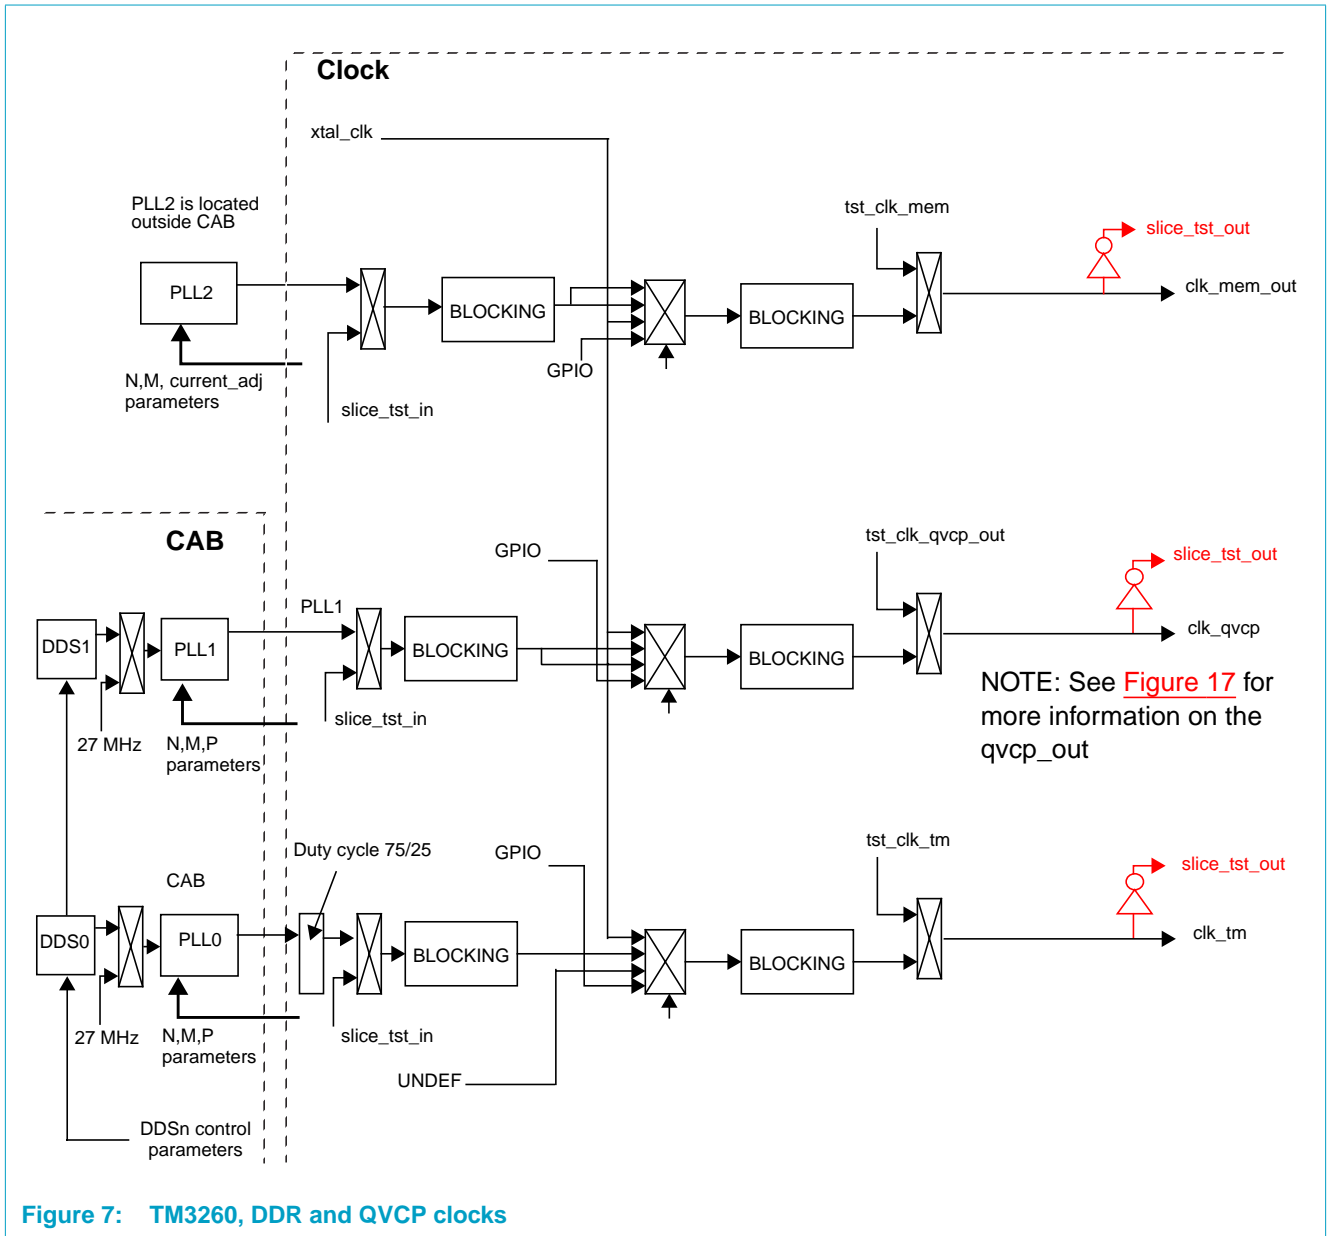 Clock
xtal_clk
PLL2 is located
outside CAB
tst_clk_mem
slice_tst_out
PLL2
BLOCKING
BLOCKING
clk_mem_out
GPIO
N,M, current_adj
parameters
slice_tst_in
CAB
GPIO
tst_clk_qvcp_out
slice_tst_out
PLL1
DDS1
PLL1
BLOCKING
BLOCKING
clk_qvcp
NOTE: See Figure 17 for
more information on the
qvcp_out
slice_tst_in
27 MHz
N,M,P
parameters
Duty cycle 75/25
GPIO
tst_clk_tm
slice_tst_out
CAB
DDS0
PLL0
BLOCKING
BLOCKING
clk_tm
27 MHz
N,M,P
parameters
slice_tst_in
UNDEF
DDSn control
parameters
Figure 7: TM3260, DDR and QVCP clocks